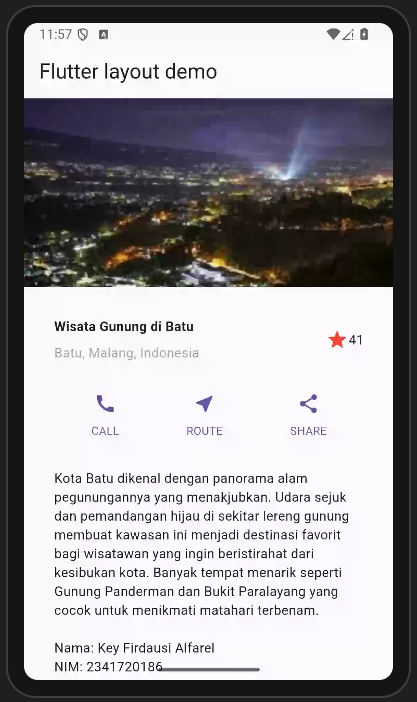 11:57
Flutter layout demo
Wisata Gunung di Batu
41
Batu, Malang, Indonesia
CALL ROUTE SHARE
Kota Batu dikenal dengan panorama alam
pegunungannya yang menakjubkan. Udara sejuk
dan pemandangan hijau di sekitar lereng gunung
membuat kawasan ini menjadi destinasi favorit
bagi wisatawan yang ingin beristirahat dari
kesibukan kota. Banyak tempat menarik seperti
Gunung Panderman dan Bukit Paralayang yang
cocok untuk menikmati matahari terbenam.
Nama: Key Firdausi Alfarel
NIM: 2341720186